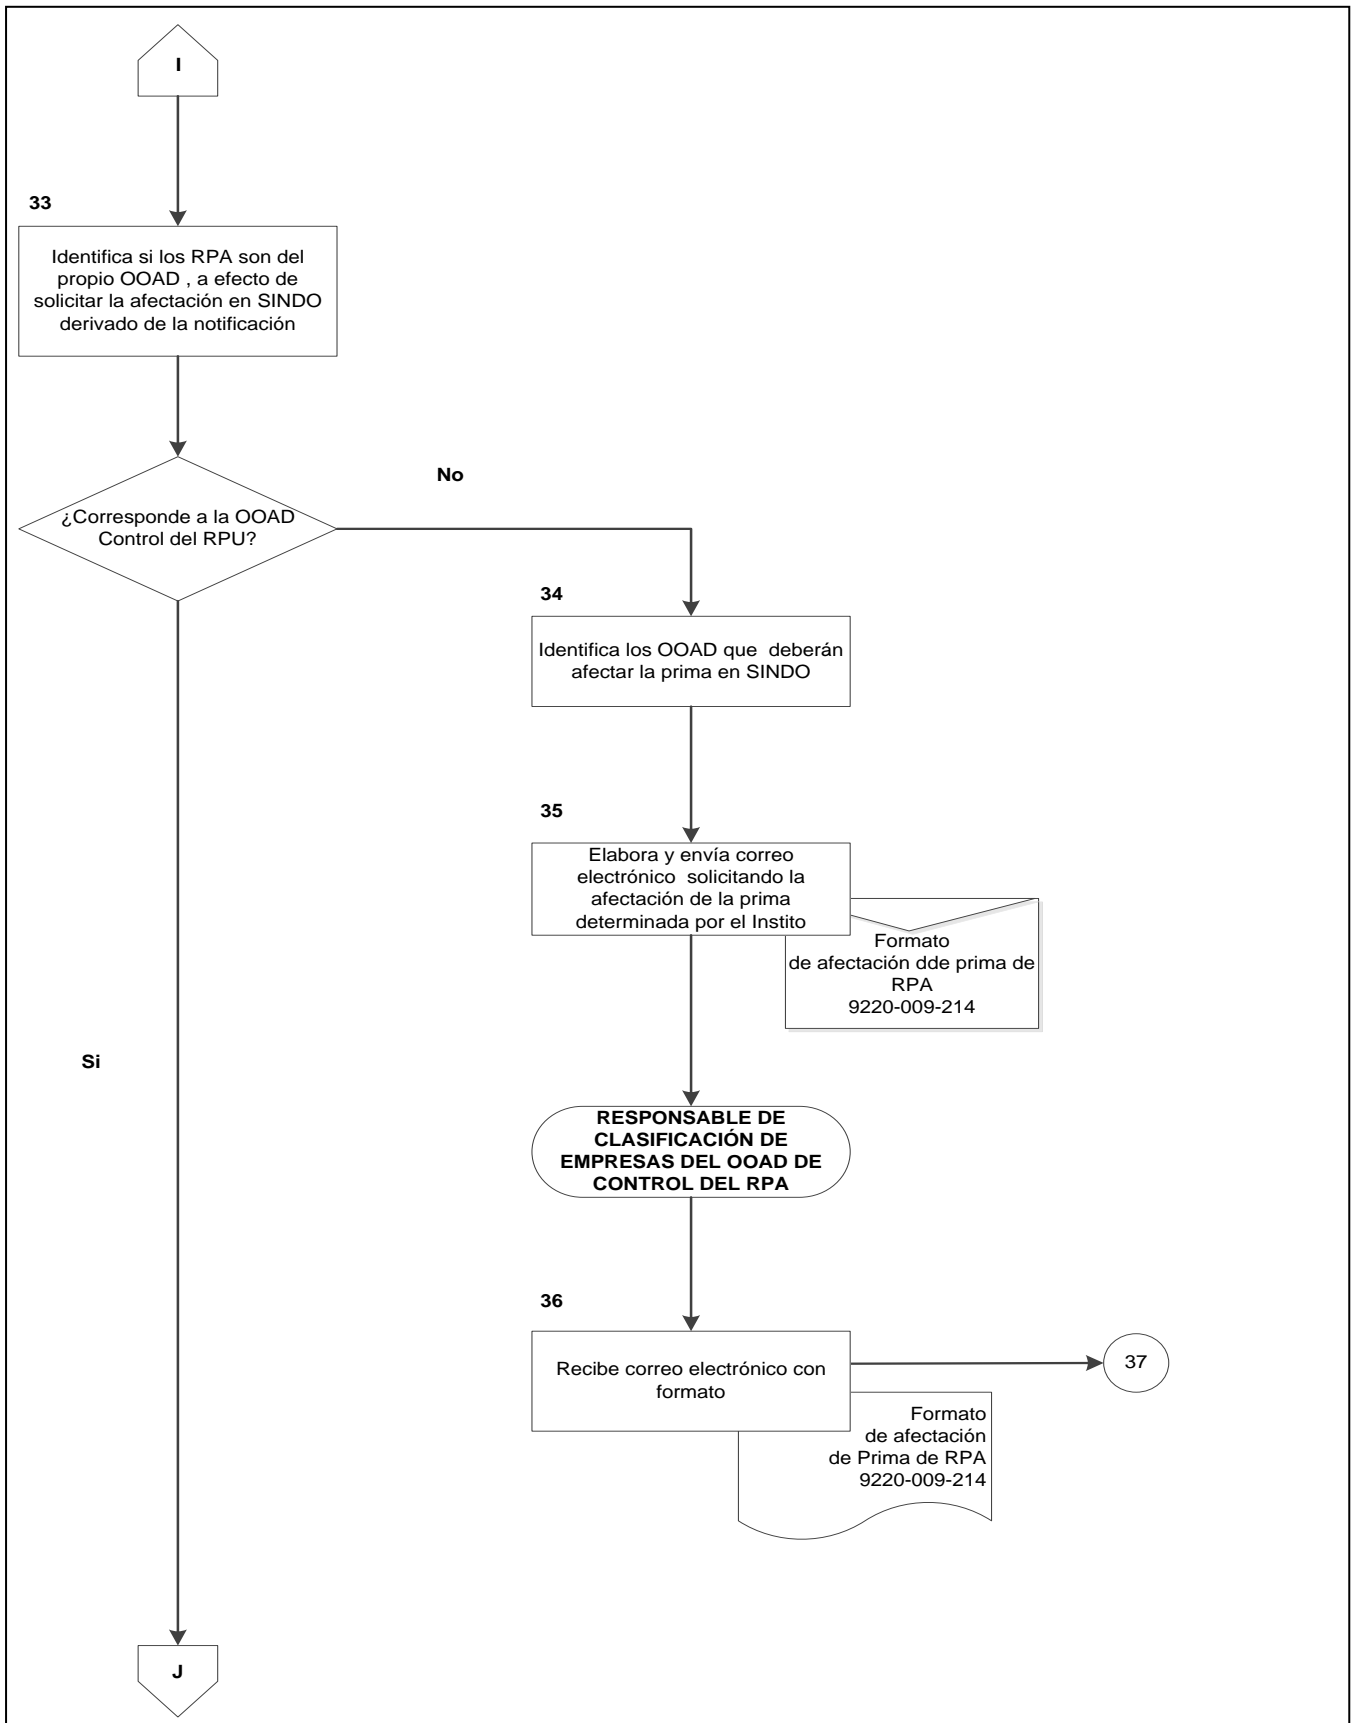 I
33
Identifica si los RPA son del
propio OOAD , a efecto de
solicitar la afectación en SINDO
derivado de la notificación
No
¿Corresponde a la OOAD
Control del RPU?
34
Identifica los OOAD que  deberán
afectar la prima en SINDO
35
Elabora y envía correo
electrónico  solicitando la
afectación de la prima
determinada por el Instito
Formato
de afectación dde prima de
RPA
9220-009-214
Si
RESPONSABLE DE
CLASIFICACIÓN DE
EMPRESAS DEL OOAD DE
CONTROL DEL RPA
36
Recibe correo electrónico con
formato
37
Formato
de afectación
de Prima de RPA
9220-009-214
J